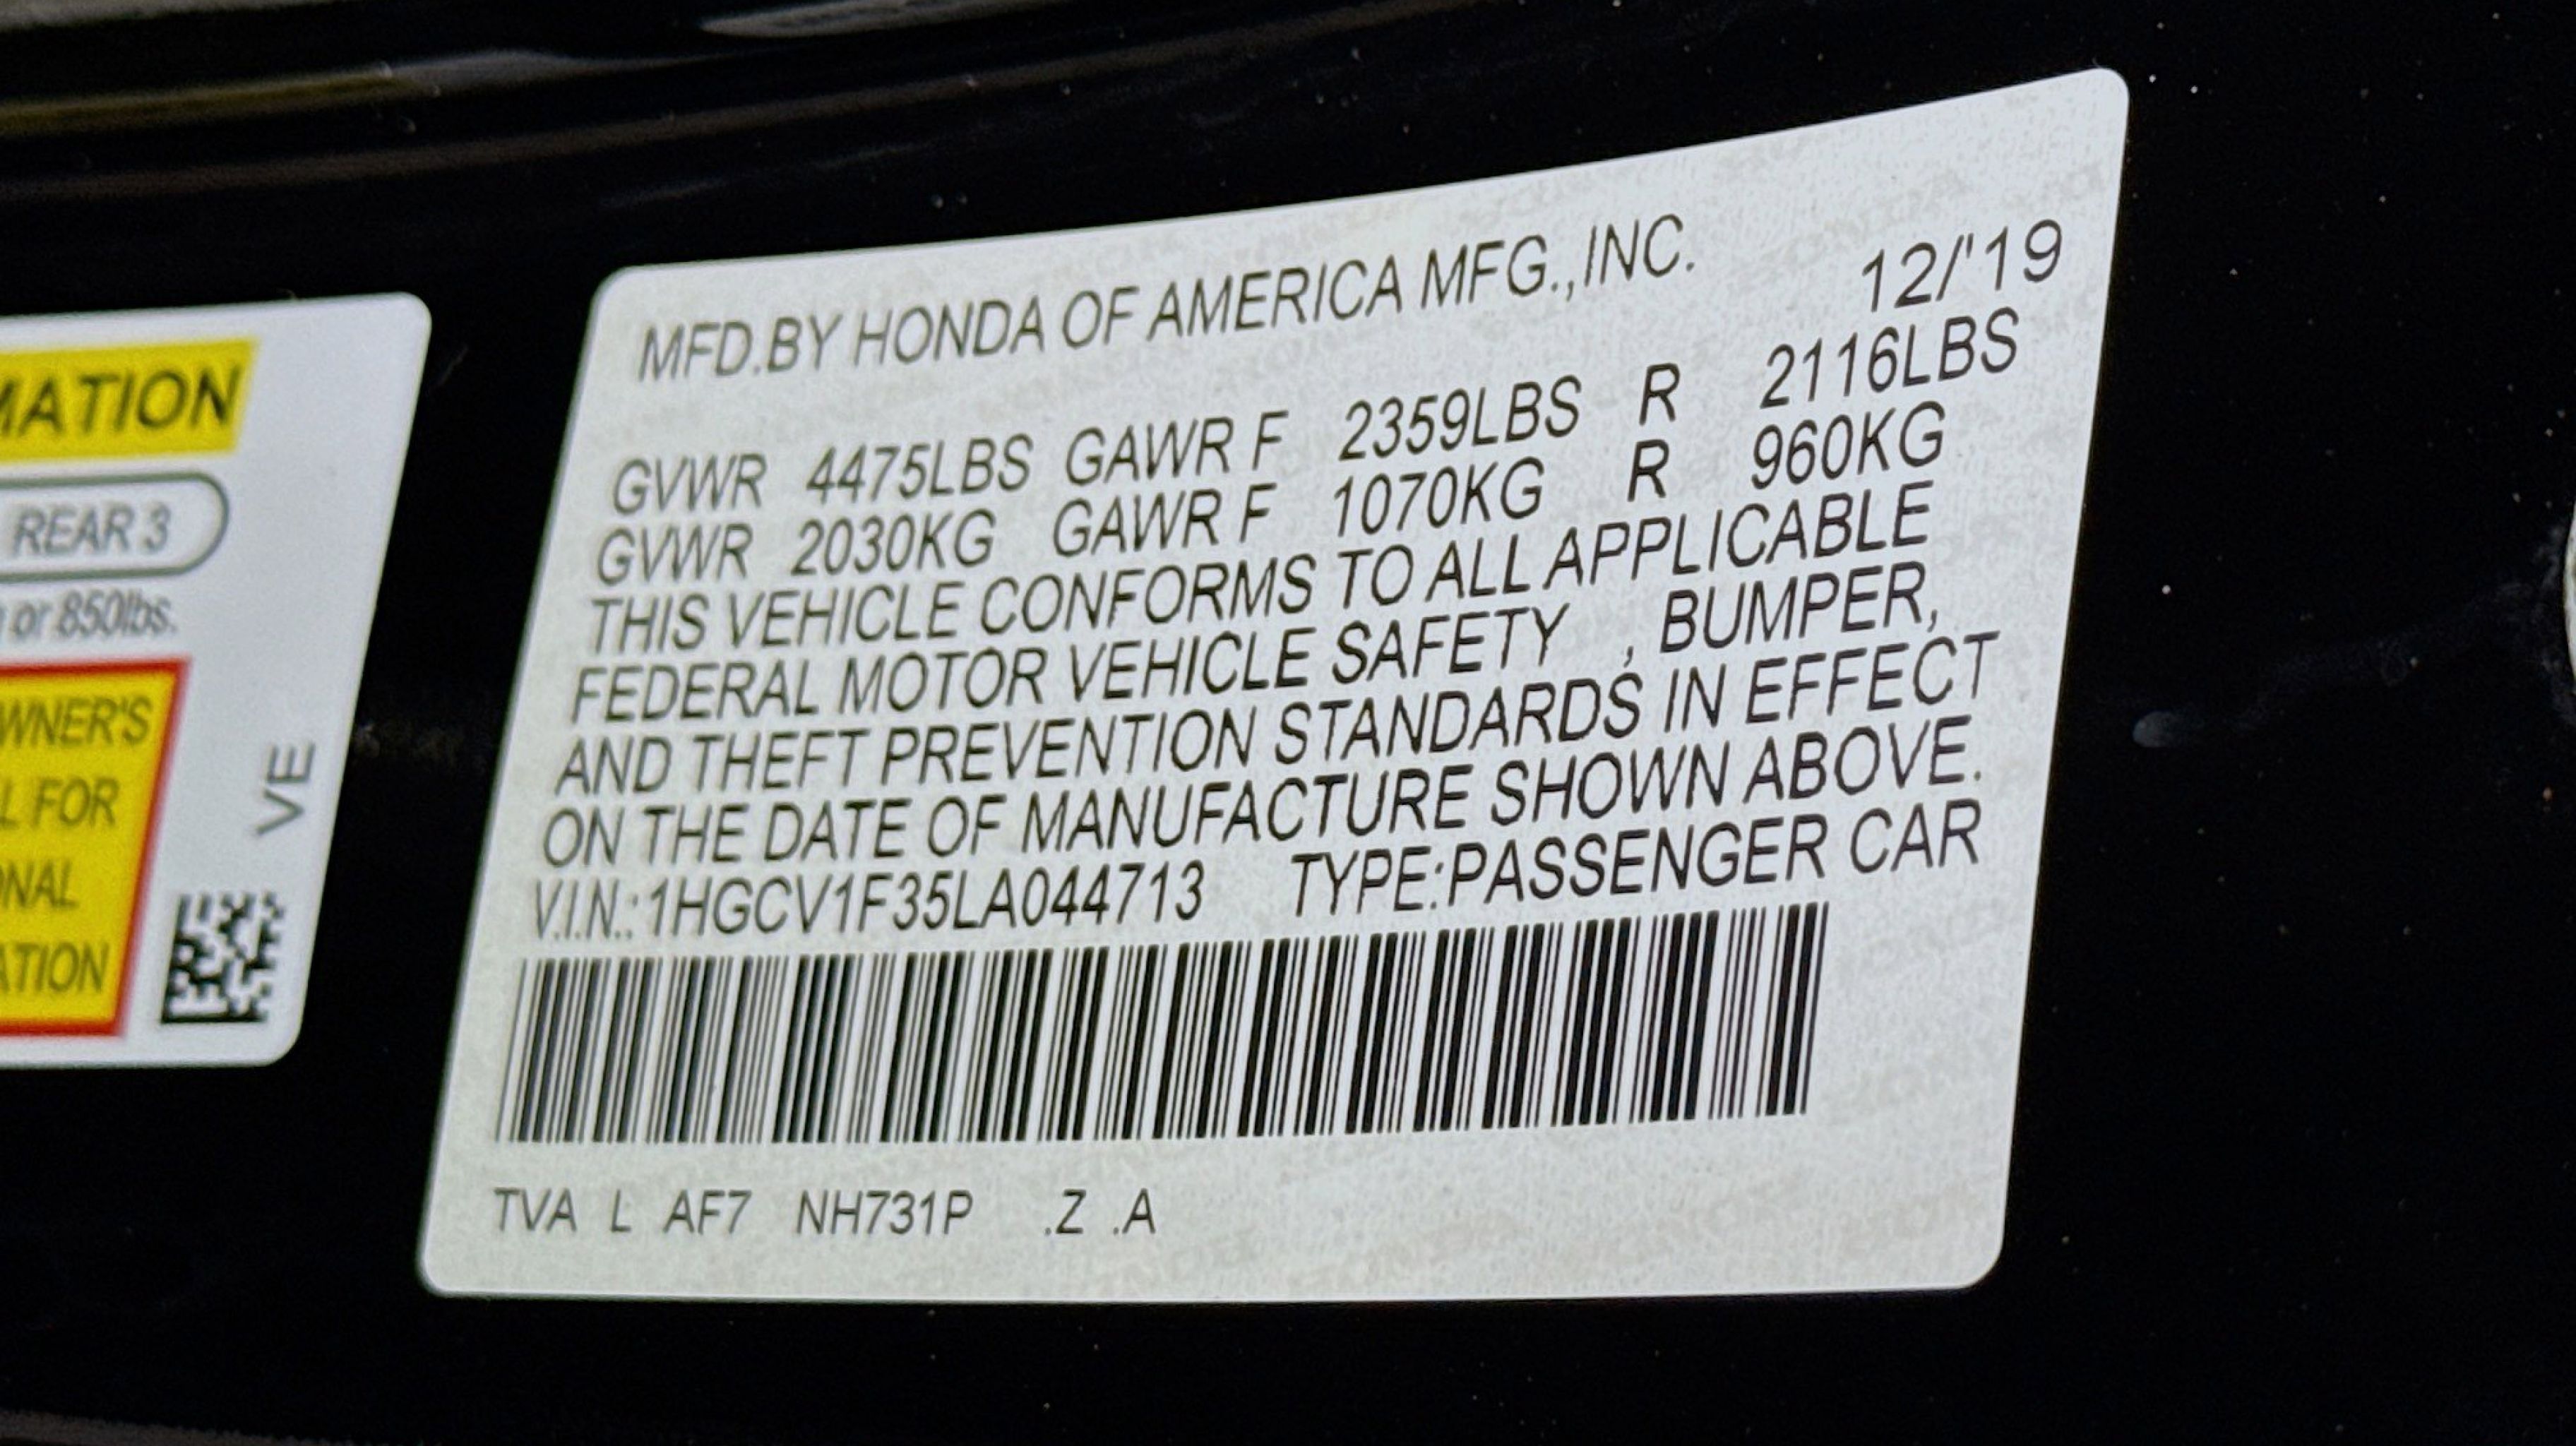 MATION
REAR 3
or 850lbs.
WNER'S
L FOR
ONAL
ATION
VE
MFD.BY HONDA OF AMERICA MFG.,INC.
12/'19
GVWR 4475LBS GAWR F 2359LBS R 2116LBS
GVWR 2030KG GAWR F 1070KG R 960KG
THIS VEHICLE CONFORMS TO ALL APPLICABLE
FEDERAL MOTOR VEHICLE SAFETY , BUMPER,
AND THEFT PREVENTION STANDARDS IN EFFECT
ON THE DATE OF MANUFACTURE SHOWN ABOVE.
V.I.N.:1HGCV1F35LA044713 TYPE:PASSENGER CAR
TVA L AF7 NH731P .Z .A